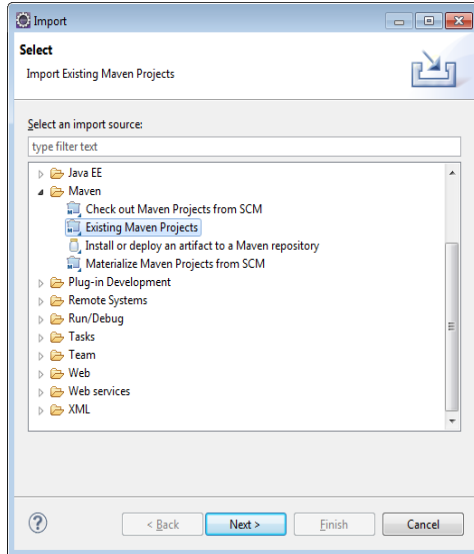 Import
Select
Import Existing Maven Projects
Select an import source:
type filter text
Java EE
Maven
Check out Maven Projects from SCM
Existing Maven Projects
Install or deploy an artifact to a Maven repository
Materialize Maven Projects from SCM
Plug-in Development
Remote Systems
Run/Debug
Tasks
Team
Web
Web services
XML
? < Back Next > Finish Cancel